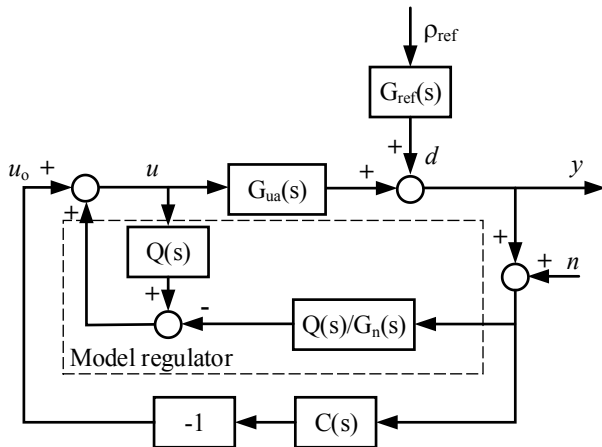 ρref
Gref(s)
+ d
uo + u + y
Gua(s)
+ + + n
Q(s)
+ -
Q(s)/Gn(s)
Model regulator
-1 C(s)